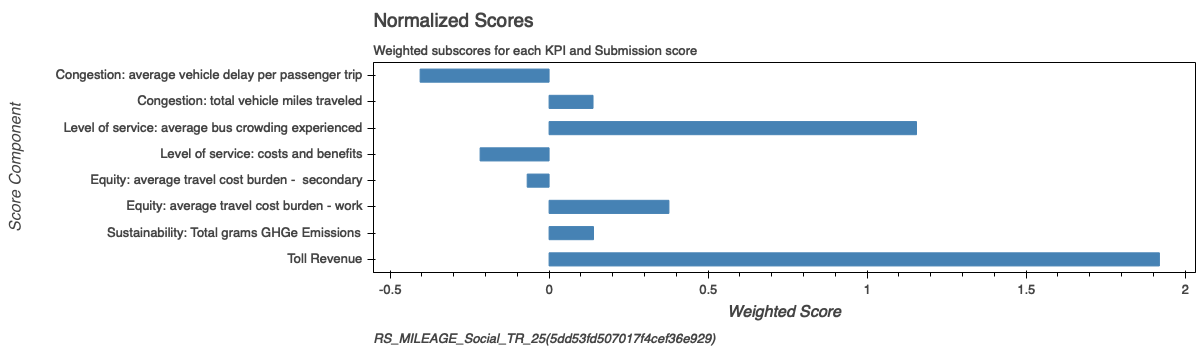 Normalized Scores
Weighted subscores for each KPI and Submission score
Score Component
Congestion: average vehicle delay per passenger trip
Congestion: total vehicle miles traveled
Level of service: average bus crowding experienced
Level of service: costs and benefits
Equity: average travel cost burden -  secondary
Equity: average travel cost burden - work
Sustainability: Total grams GHGe Emissions
Toll Revenue
-0.5 0 0.5 1 1.5 2
Weighted Score
RS_MILEAGE_Social_TR_25(5dd53fd507017f4cef36e929)